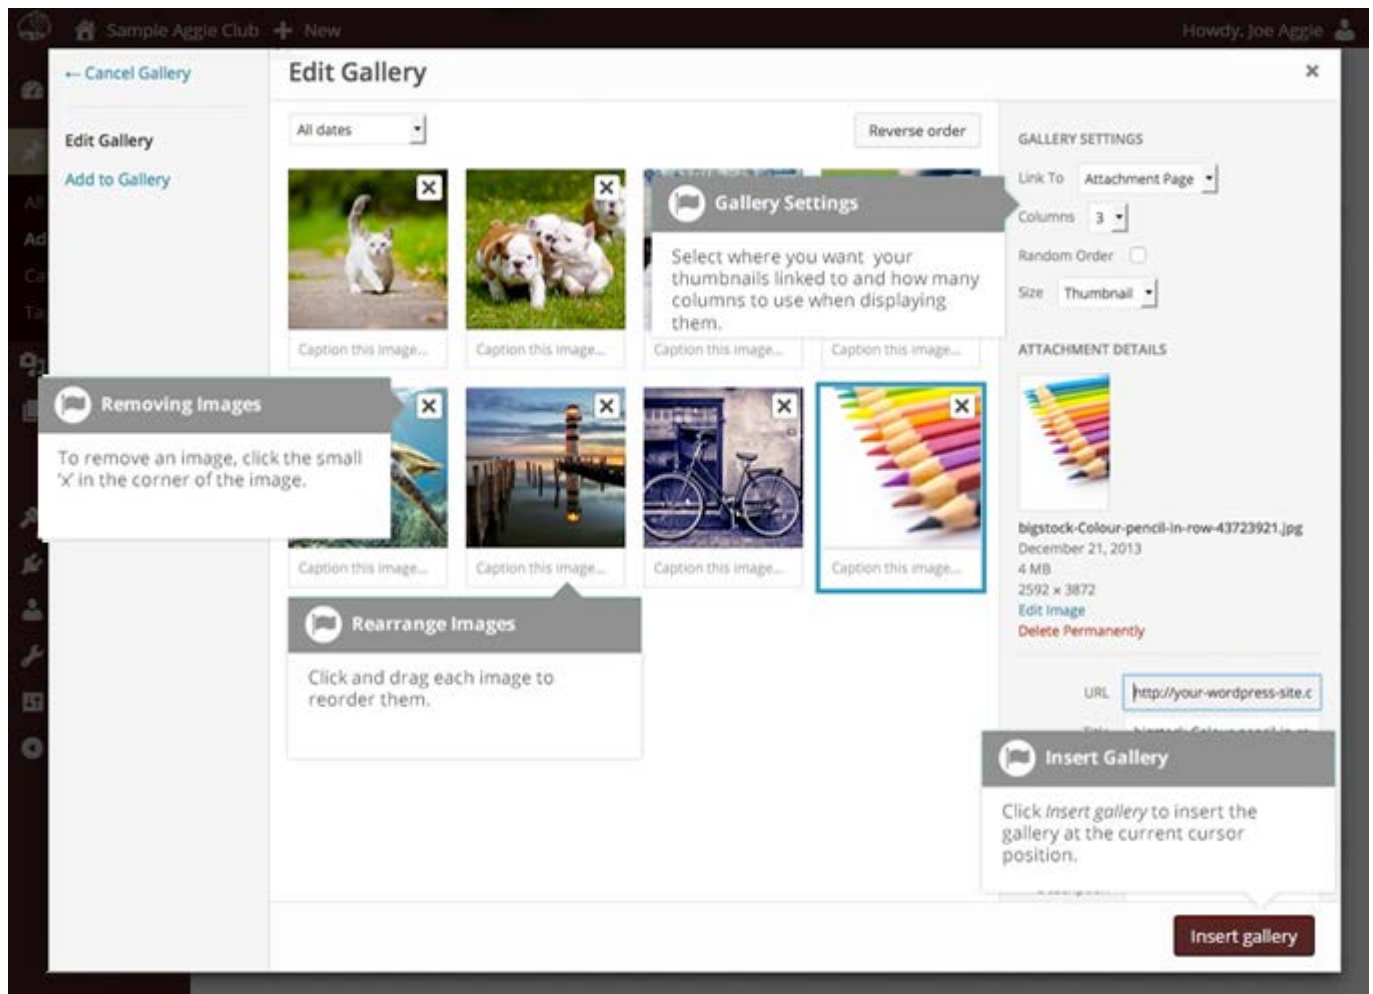 Sample Aggie Club
New
Howdy, Joe Aggie
← Cancel Gallery
Edit Gallery
Add to Gallery
Edit Gallery
All dates
Reverse order
Gallery Settings
Select where you want your
thumbnails linked to and how many
columns to use when displaying
them.
Caption this image...
Caption this image...
Caption this image...
Caption this image...
Removing Images
To remove an image, click the small
‘x’ in the corner of the image.
Caption this image...
Caption this image...
Caption this image...
Caption this image...
Rearrange Images
Click and drag each image to
reorder them.
GALLERY SETTINGS
Link To Attachment Page
Columns 3
Random Order
Size Thumbnail
ATTACHMENT DETAILS
bigstock-Colour-pencil-in-row-43723921.jpg
December 21, 2013
4 MB
2592 × 3872
Edit Image
Delete Permanently
URL http://your-wordpress-site.c
Insert Gallery
Click Insert gallery to insert the
gallery at the current cursor
position.
Insert gallery